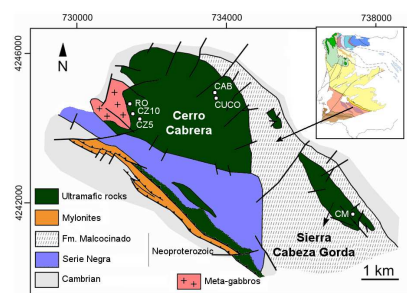 730000
734000
738000
4246000
4242000
N
RO
CZ10
CZ5
CAB
CUCO
Cerro
Cabrera
CM
Sierra
Cabeza Gorda
1 km
Ultramafic rocks
Mylonites
Fm. Malcocinado
Neoproterozoic
Serie Negra
Cambrian
Meta-gabbros